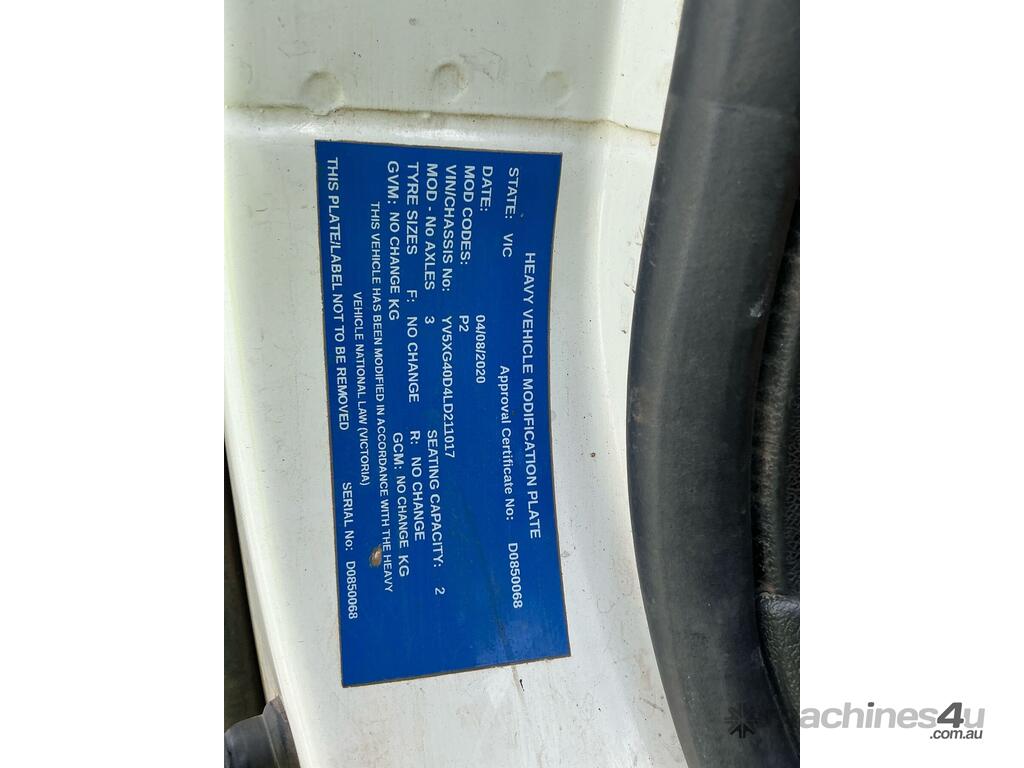 HEAVY VEHICLE MODIFICATION PLATE
STATE: VIC Approval Certificate No: D0850068
DATE: 04/08/2020
MOD CODES: P2
VIN/CHASSIS No: YV5XG40D4LD211017
MOD - No AXLES 3 SEATING CAPACITY: 2
TYRE SIZES F: NO CHANGE R: NO CHANGE
GVM: NO CHANGE KG GCM: NO CHANGE KG
THIS VEHICLE HAS BEEN MODIFIED IN ACCORDANCE WITH THE HEAVY
VEHICLE NATIONAL LAW (VICTORIA)
THIS PLATE/LABEL NOT TO BE REMOVED SERIAL No: D0850068
machines4u
.com.au